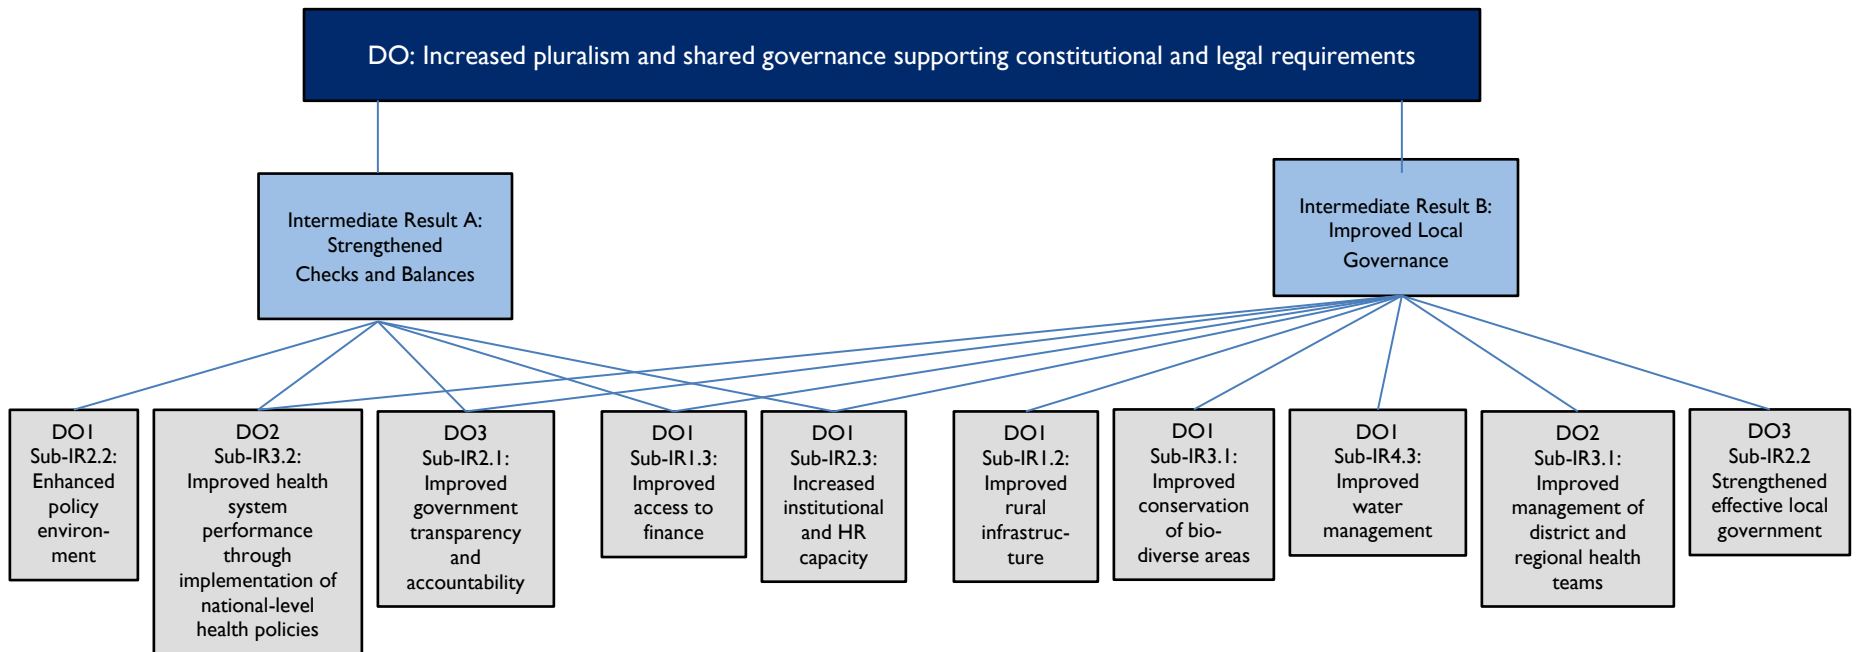 DO: Increased pluralism and shared governance supporting constitutional and legal requirements
Intermediate Result A:
Strengthened
Checks and Balances
Intermediate Result B:
Improved Local
Governance
DO1
Sub-IR2.2:
Enhanced
policy
environ-
ment
DO2
Sub-IR3.2:
Improved health
system
performance
through
implementation of
national-level
health policies
DO3
Sub-IR2.1:
Improved
government
transparency
and
accountability
DO1
Sub-IR1.3:
Improved
access to
finance
DO1
Sub-IR2.3:
Increased
institutional
and HR
capacity
DO1
Sub-IR1.2:
Improved
rural
infrastruc-
ture
DO1
Sub-IR3.1:
Improved
conservation
of bio-
diverse areas
DO1
Sub-IR4.3:
Improved
water
management
DO2
Sub-IR3.1:
Improved
management of
district and
regional health
teams
DO3
Sub-IR2.2
Strengthened
effective local
government